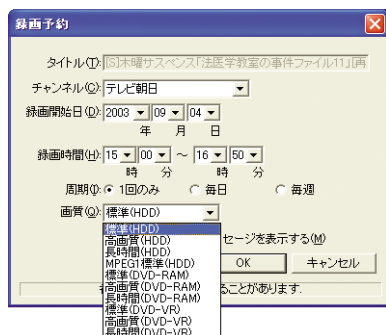 録画予約
タイトル(T): [S]木曜サスペンス「法医学教室の事件ファイル11」[再
チャンネル(C): テレビ朝日
録画開始日(D): 2003 09 04
年 月 日
録画時間(H): 15 00 ～ 16 50
時 分 時 分
周期(I): 1回のみ 毎日 毎週
画質(Q): 標準(HDD)
標準(HDD)
高画質(HDD)
セージを表示する(M)
長時間(HDD)
MPEG1標準(HDD)
OK キャンセル
標準(DVD-RAM)
高画質(DVD-RAM)
ることがあります.
長時間(DVD-RAM)
標準(DVD-VR)
高画質(DVD-VR)
長時間(DVD-VR)